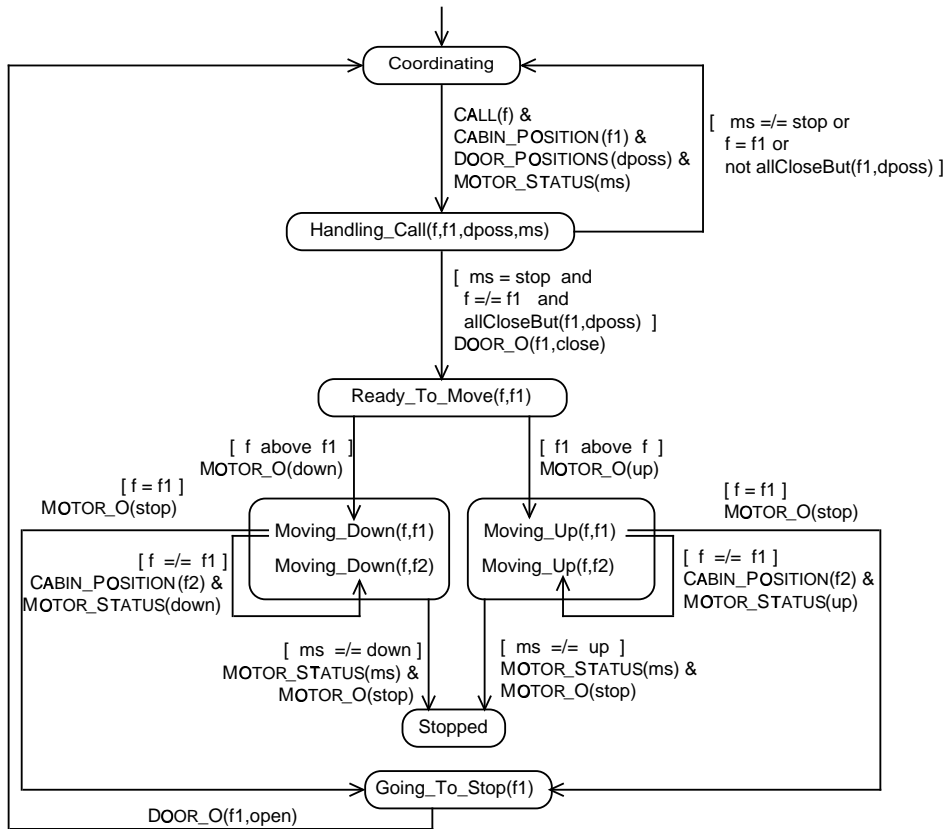 Coordinating
CALL(f) &
CABIN_POSITION(f1) &
DOOR_POSITIONS(dposs) &
MOTOR_STATUS(ms)
[ ms =/= stop or
f = f1 or
not allCloseBut(f1,dposs) ]
Handling_Call(f,f1,dposs,ms)
[ ms = stop and
f =/= f1 and
allCloseBut(f1,dposs) ]
DOOR_O(f1,close)
Ready_To_Move(f,f1)
[ f above f1 ]
MOTOR_O(down)
[ f1 above f ]
MOTOR_O(up)
[ f = f1 ]
MOTOR_O(stop)
[ f = f1 ]
MOTOR_O(stop)
Moving_Down(f,f1)
Moving_Down(f,f2)
Moving_Up(f,f1)
Moving_Up(f,f2)
[ f =/= f1 ]
CABIN_POSITION(f2) &
MOTOR_STATUS(down)
[ f =/= f1 ]
CABIN_POSITION(f2) &
MOTOR_STATUS(up)
[ ms =/= down ]
MOTOR_STATUS(ms) &
MOTOR_O(stop)
[ ms =/= up ]
MOTOR_STATUS(ms) &
MOTOR_O(stop)
Stopped
Going_To_Stop(f1)
DOOR_O(f1,open)